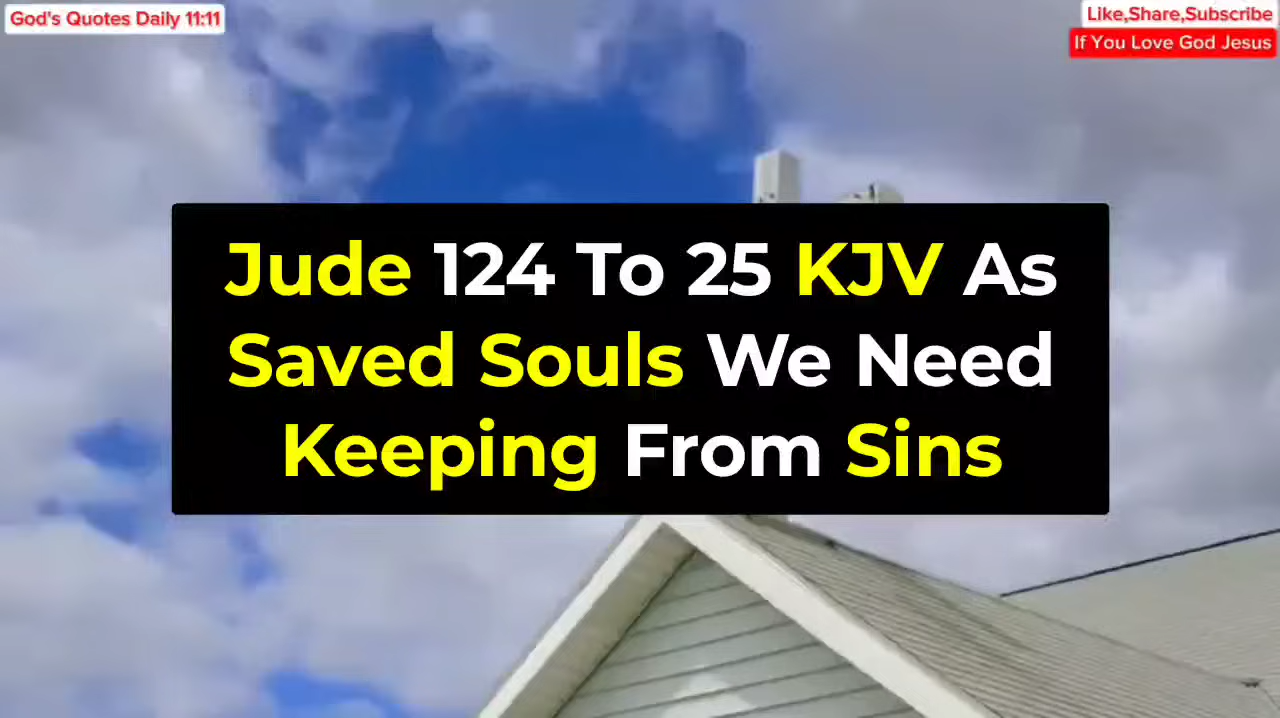 God's Quotes Daily 11:11
Like,Share,Subscribe
If You Love God Jesus
Jude 124 To 25 KJV As
Saved Souls We Need
Keeping From Sins